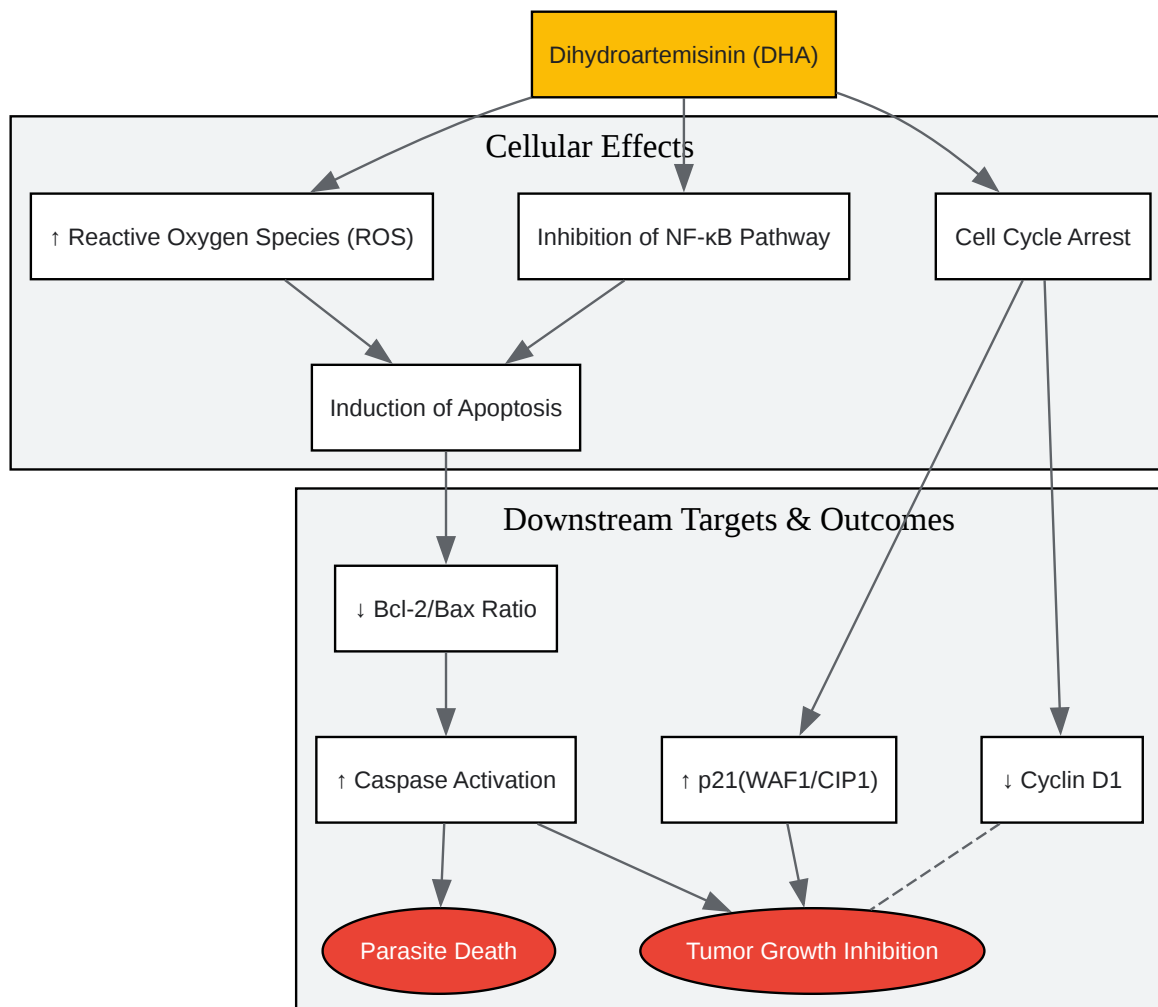 Dihydroartemisinin (DHA)
Cellular Effects
↑ Reactive Oxygen Species (ROS)
Inhibition of NF-κB Pathway
Cell Cycle Arrest
Induction of Apoptosis
Downstream Targets & Outcomes
↓ Bcl-2/Bax Ratio
↑ Caspase Activation
↑ p21(WAF1/CIP1)
↓ Cyclin D1
Parasite Death
Tumor Growth Inhibition